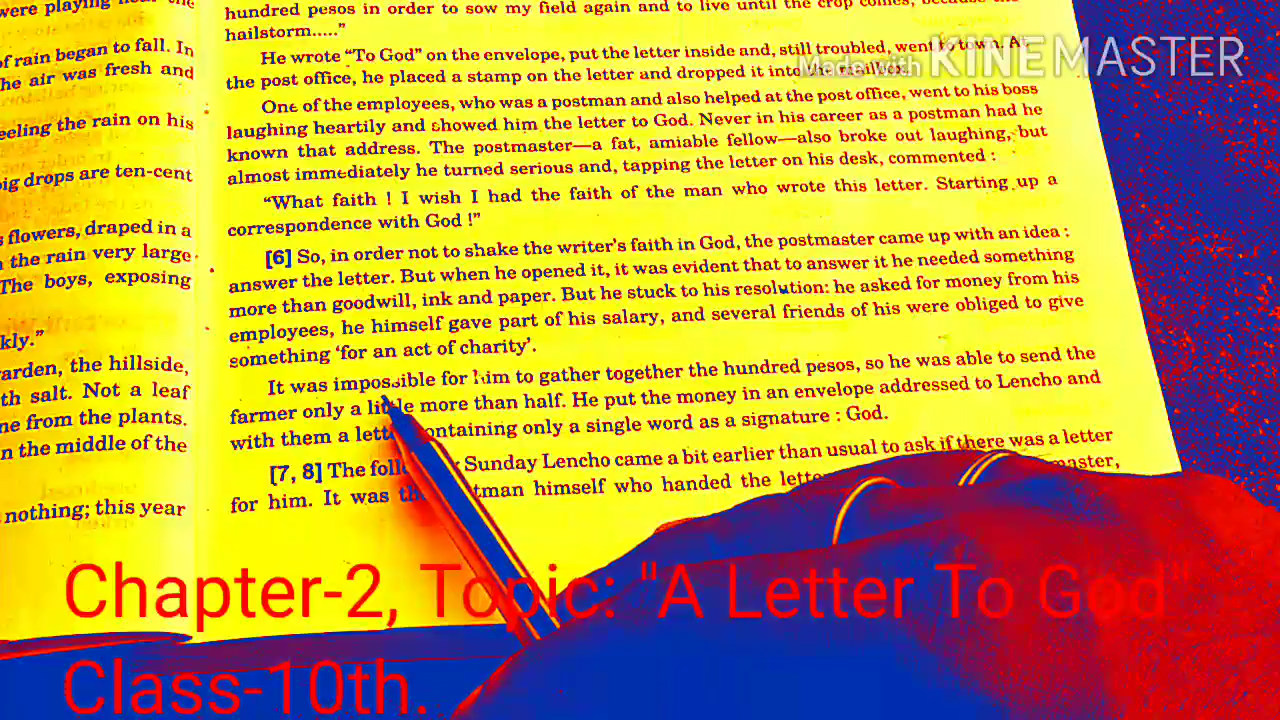 were playing near the
of rain began to fall. In
he air was fresh and
eeling the rain on his
big drops are ten-cent
s flowers, draped in a
the rain very large
The boys, exposing
kly."
arden, the hillside,
th salt. Not a leaf
ne from the plants.
n the middle of the
nothing; this year
hundred pesos in order to sow my field again and to live until the crop comes, because the
hailstorm....."
He wrote "To God" on the envelope, put the letter inside and, still troubled, went to town. At
the post office, he placed a stamp on the letter and dropped it into the mailbox.
One of the employees, who was a postman and also helped at the post office, went to his boss
laughing heartily and showed him the letter to God. Never in his career as a postman had he
known that address. The postmaster—a fat, amiable fellow—also broke out laughing, but
almost immediately he turned serious and, tapping the letter on his desk, commented :
"What faith ! I wish I had the faith of the man who wrote this letter. Starting up a
correspondence with God !"
[6] So, in order not to shake the writer's faith in God, the postmaster came up with an idea :
answer the letter. But when he opened it, it was evident that to answer it he needed something
more than goodwill, ink and paper. But he stuck to his resolution: he asked for money from his
employees, he himself gave part of his salary, and several friends of his were obliged to give
something 'for an act of charity'.
It was impossible for him to gather together the hundred pesos, so he was able to send the
farmer only a little more than half. He put the money in an envelope addressed to Lencho and
with them a lett ontaining only a single word as a signature : God.
[7, 8] The foll Sunday Lencho came a bit earlier than usual to ask if there was a letter
for him. It was th tman himself who handed the lette master,
Made with KINEMASTER
Chapter-2, Topic: "A Letter To God"
Class-10th.